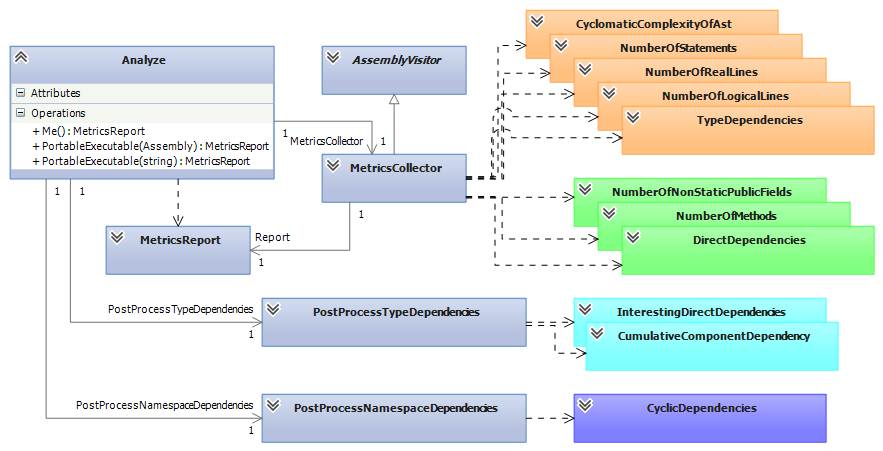 Analyze
Attributes
Operations
+ Me() : MetricsReport
+ PortableExecutable(Assembly) : MetricsReport
+ PortableExecutable(string) : MetricsReport
AssemblyVisitor
CyclomaticComplexityOfAst
NumberOfStatements
NumberOfRealLines
NumberOfLogicalLines
TypeDependencies
1
MetricsCollector
1
MetricsCollector
1
1
1
NumberOfNonStaticPublicFields
NumberOfMethods
DirectDependencies
MetricsReport
Report
1
PostProcessTypeDependencies
1
PostProcessTypeDependencies
InterestingDirectDependencies
CumulativeComponentDependency
PostProcessNamespaceDependencies
1
PostProcessNamespaceDependencies
CyclicDependencies